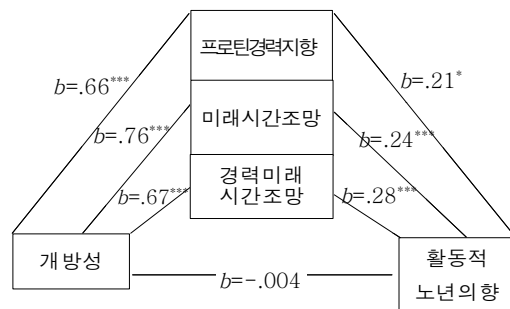 프로틴경력지향
b=.66***
b=.21*
미래시간조망
b=.76***
b=.24***
경력미래
시간조망
b=.67***
b=.28***
개방성
b=-.004
활동적
노년의향